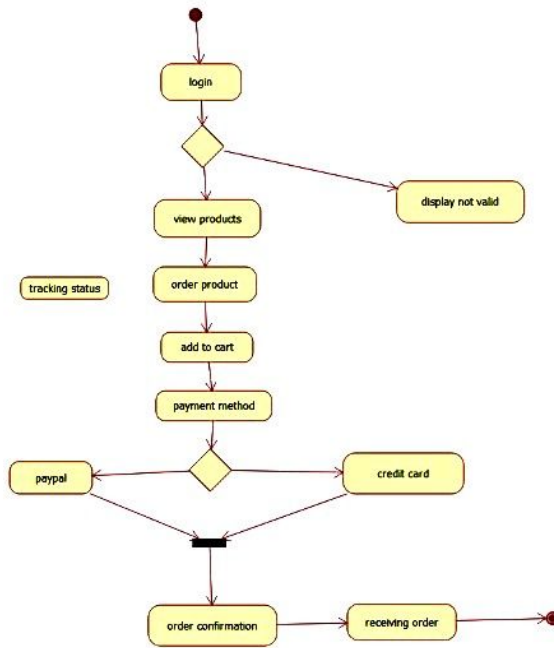 login
display not valid
view products
tracking status
order product
add to cart
payment method
paypal
credit card
order confirmation
receiving order